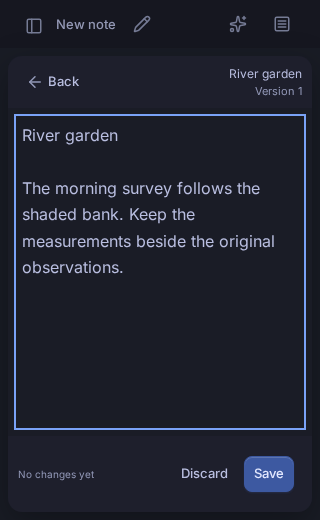 New note
Back
River garden
Version 1
River garden
The morning survey follows the
shaded bank. Keep the
measurements beside the original
observations.
No changes yet
Discard
Save